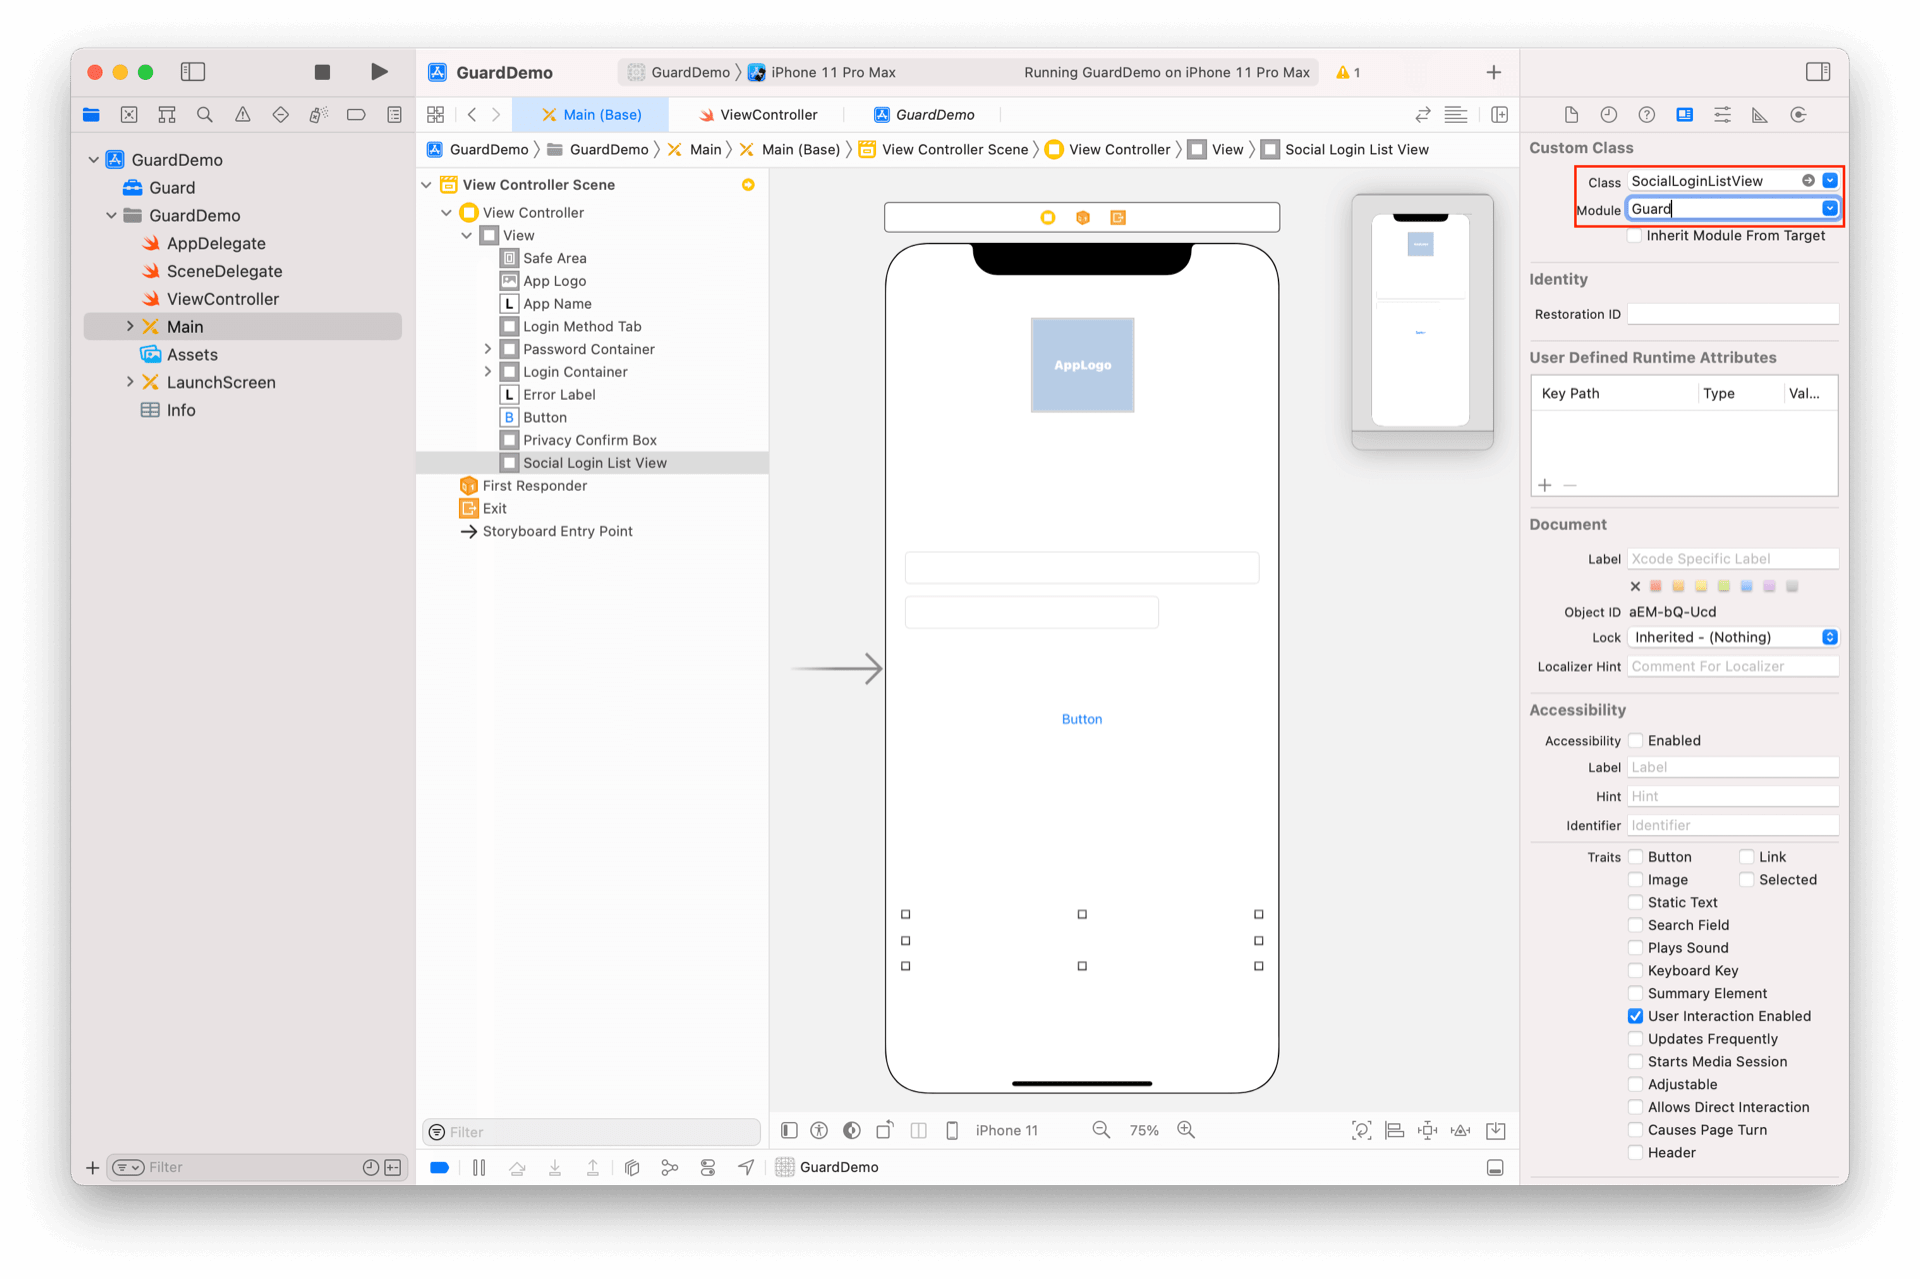 GuardDemo
GuardDemo
iPhone 11 Pro Max
Running GuardDemo on iPhone 11 Pro Max
1
Main (Base)
ViewController
GuardDemo
GuardDemo
GuardDemo
Main
Main (Base)
View Controller Scene
View Controller
View
Social Login List View
GuardDemo
Guard
GuardDemo
AppDelegate
SceneDelegate
ViewController
Main
Assets
LaunchScreen
Info
Filter
View Controller Scene
View Controller
View
Safe Area
App Logo
L App Name
Login Method Tab
Password Container
Login Container
L Error Label
B Button
Privacy Confirm Box
Social Login List View
First Responder
Exit
Storyboard Entry Point
Filter
AppLogo
Button
iPhone 11
75%
GuardDemo
Custom Class
Class SocialLoginListView
Module Guard
Inherit Module From Target
Identity
Restoration ID
User Defined Runtime Attributes
Key Path Type Val...
Document
Label Xcode Specific Label
Object ID aEM-bQ-Ucd
Lock Inherited - (Nothing)
Localizer Hint Comment For Localizer
Accessibility
Accessibility Enabled
Label Label
Hint Hint
Identifier Identifier
Traits Button Link
Image Selected
Static Text
Search Field
Plays Sound
Keyboard Key
Summary Element
User Interaction Enabled
Updates Frequently
Starts Media Session
Adjustable
Allows Direct Interaction
Causes Page Turn
Header